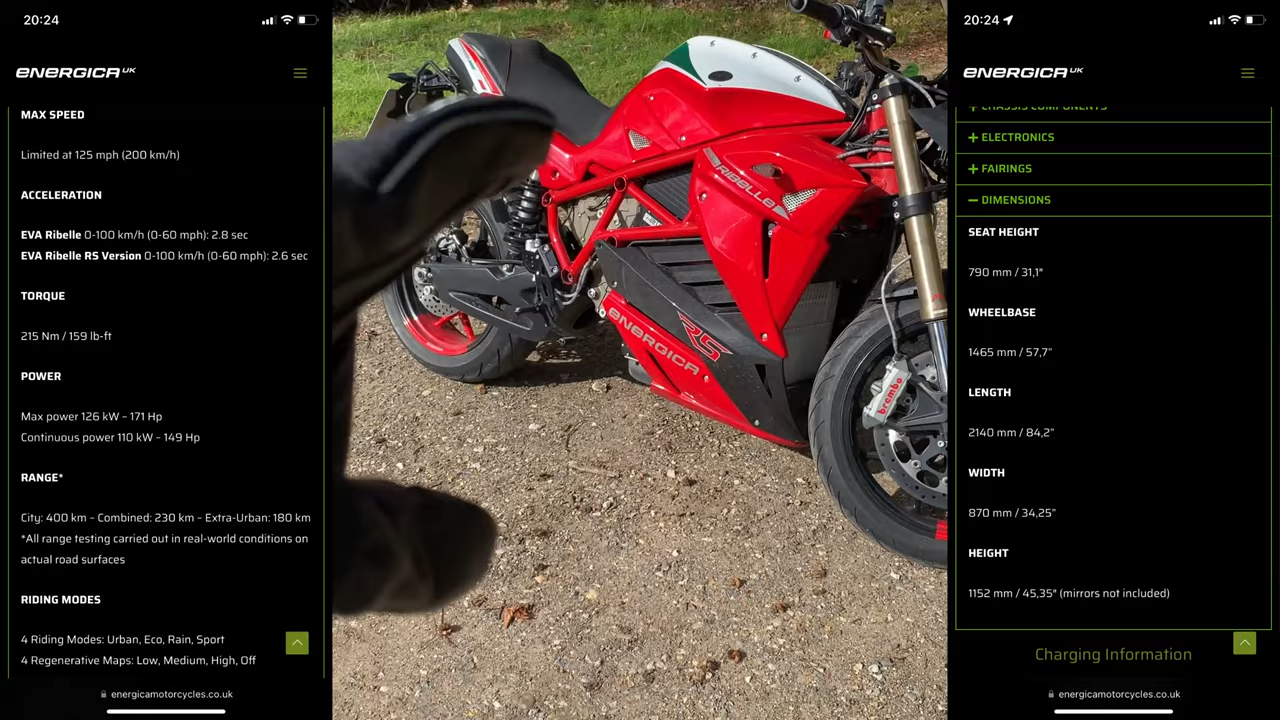 20:24
ENERGICA UK
MAX SPEED
Limited at 125 mph (200 km/h)
ACCELERATION
EVA Ribelle 0-100 km/h (0-60 mph): 2.8 sec
EVA Ribelle RS Version 0-100 km/h (0-60 mph): 2.6 sec
TORQUE
215 Nm / 159 lb-ft
POWER
Max power 126 kW – 171 Hp
Continuous power 110 kW – 149 Hp
RANGE*
City: 400 km – Combined: 230 km – Extra-Urban: 180 km
*All range testing carried out in real-world conditions on
actual road surfaces
RIDING MODES
4 Riding Modes: Urban, Eco, Rain, Sport
4 Regenerative Maps: Low, Medium, High, Off
energicamotorcycles.co.uk
RIBELLE
ENERGICA
RS
brembo
20:24
ENERGICA UK
+ CHASSIS COMPONENTS
+ ELECTRONICS
+ FAIRINGS
– DIMENSIONS
SEAT HEIGHT
790 mm / 31,1″
WHEELBASE
1465 mm / 57,7”
LENGTH
2140 mm / 84,2”
WIDTH
870 mm / 34,25”
HEIGHT
1152 mm / 45,35″ (mirrors not included)
Charging Information
energicamotorcycles.co.uk